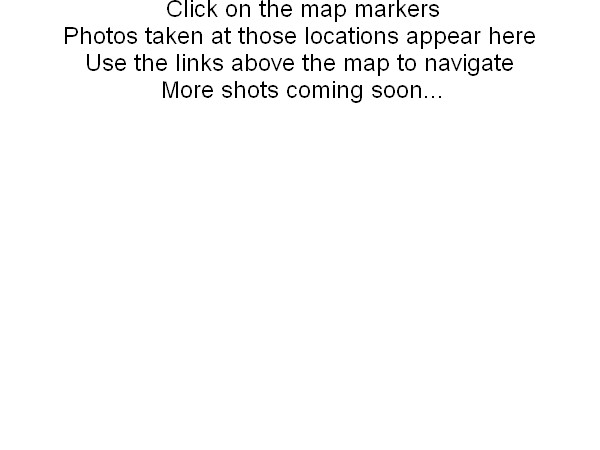 Click on the map markers
Photos taken at those locations appear here
Use the links above the map to navigate
More shots coming soon...